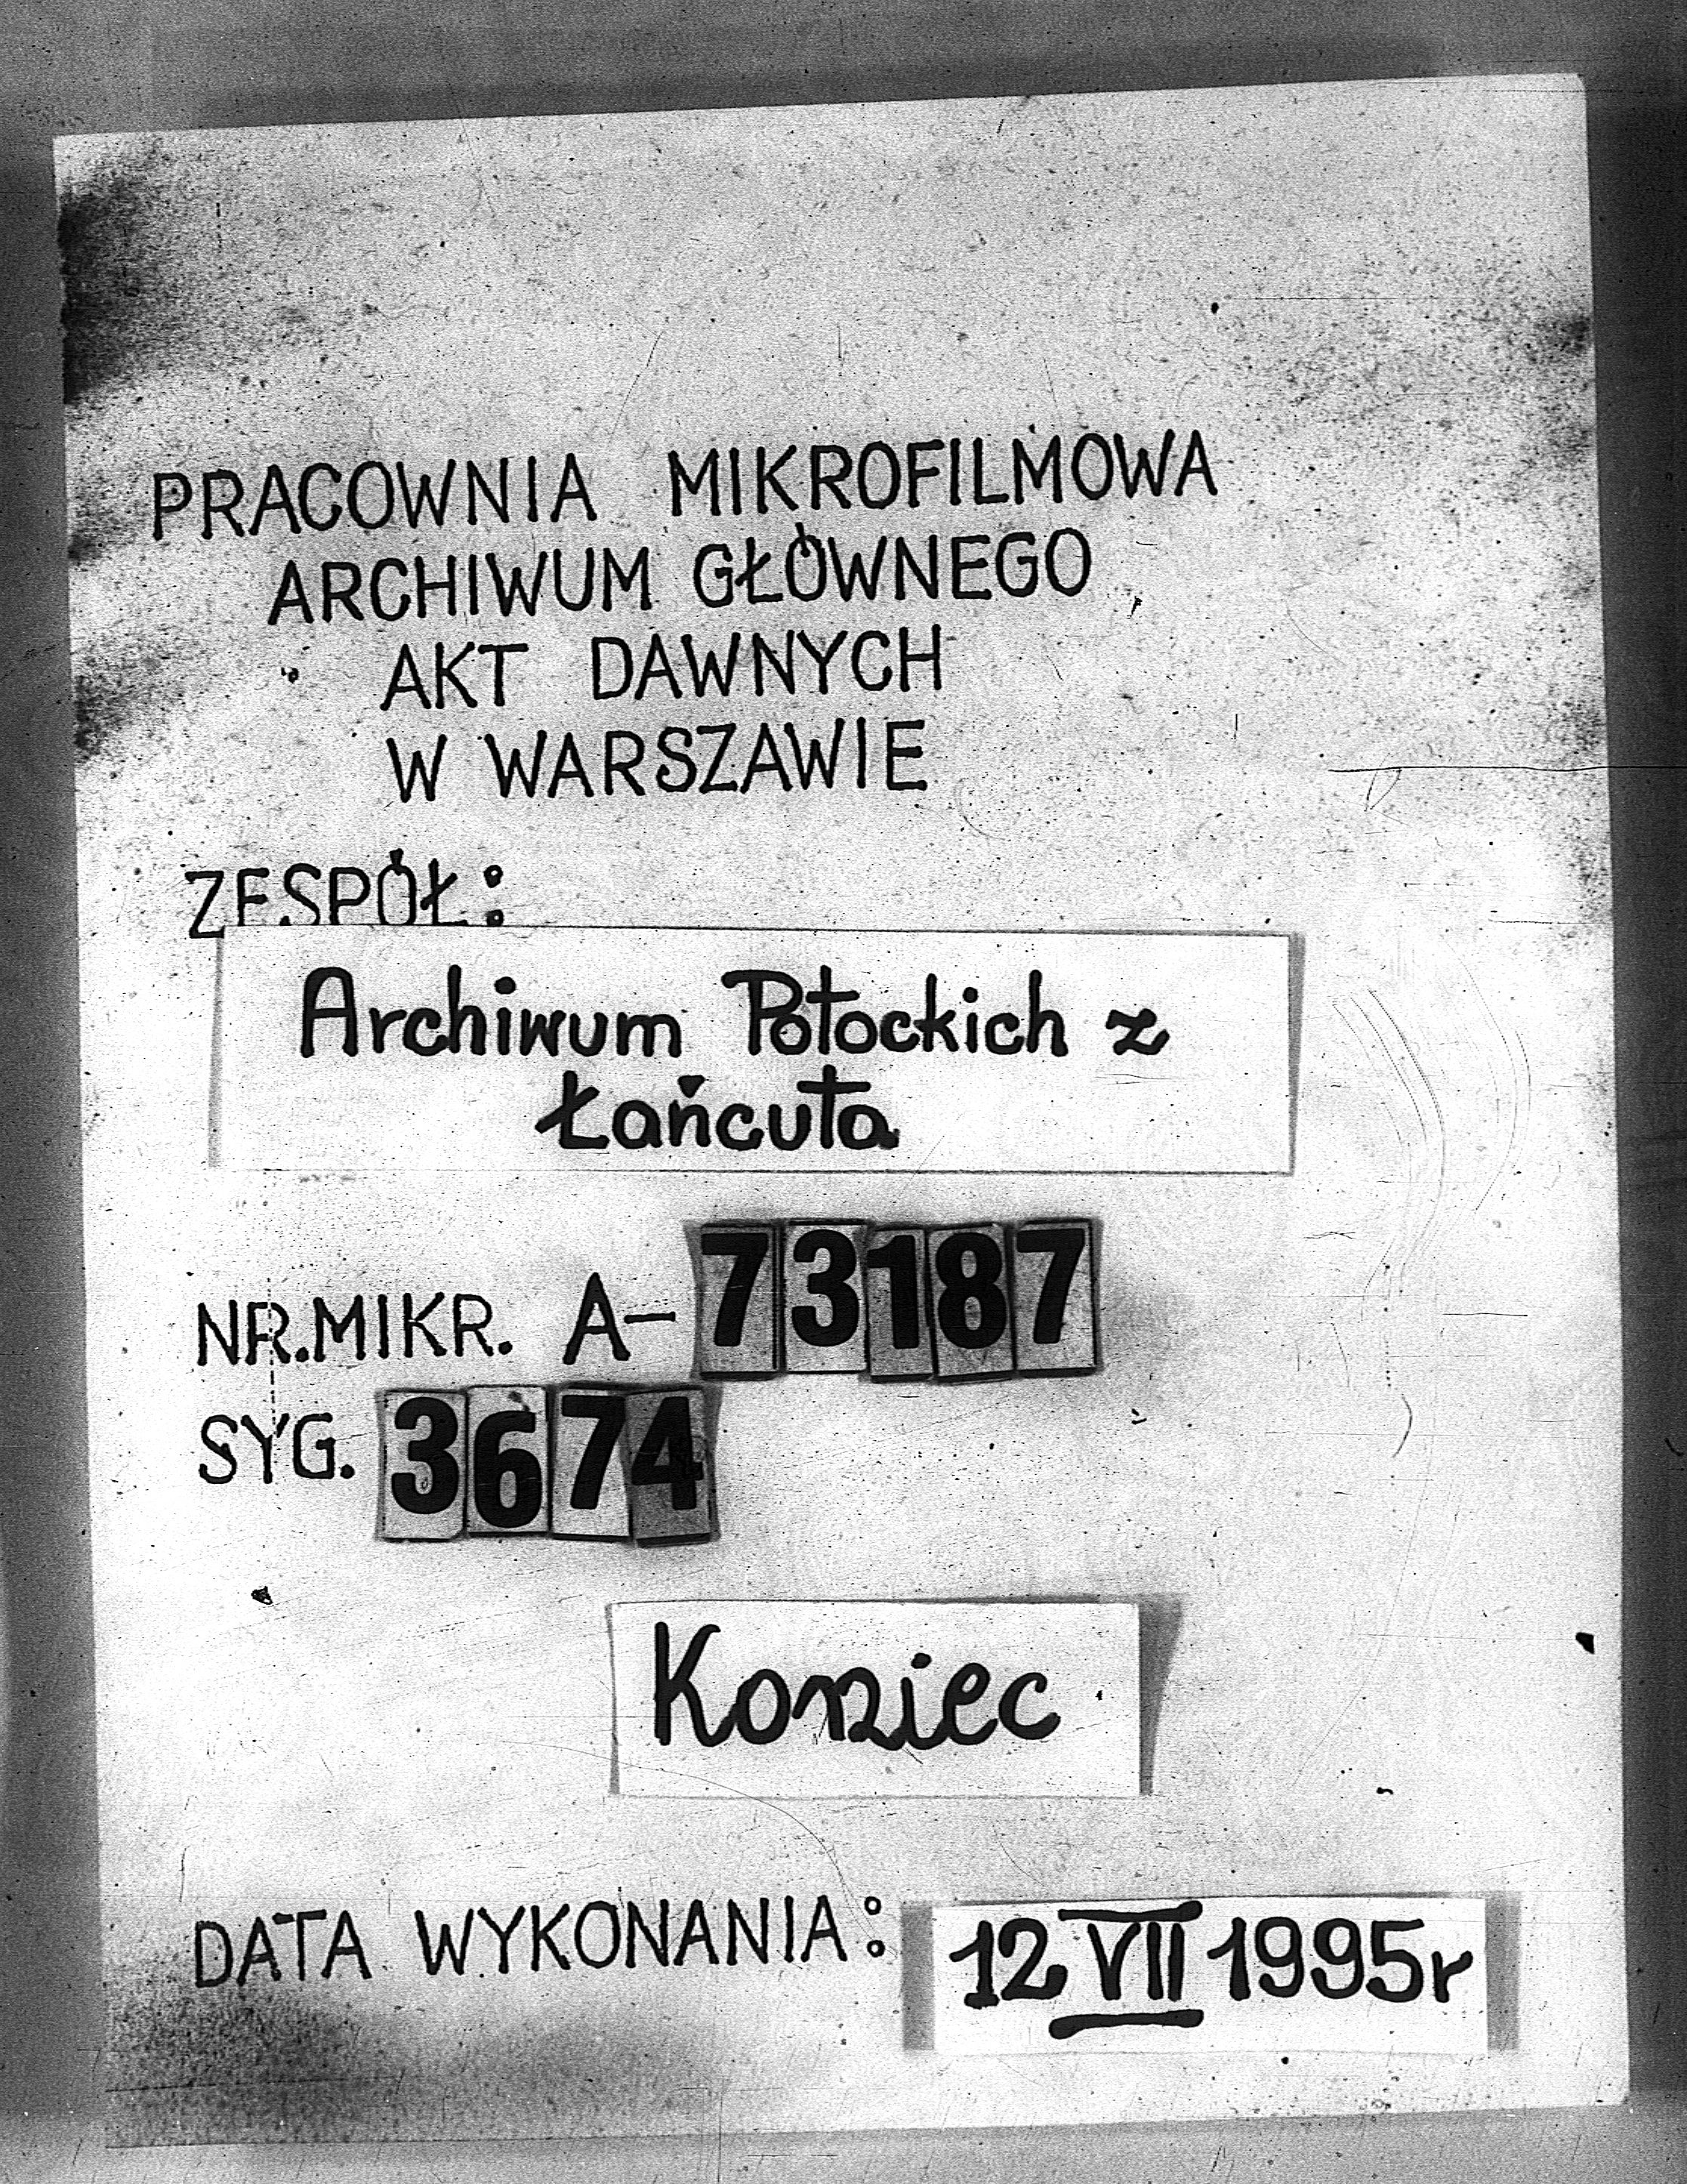 PRACOWNIA MIKROFILMOWA
ARCHIWUM GŁÓWNEGO
AKT DAWNYCH
W WARSZAWIE
ZESPÓŁ:
Archiwum Potockich z
Łańcuta
NR.MIKR. A-73187
SYG. 3674
Koniec
DATA WYKONANIA: 12 VII 1995r